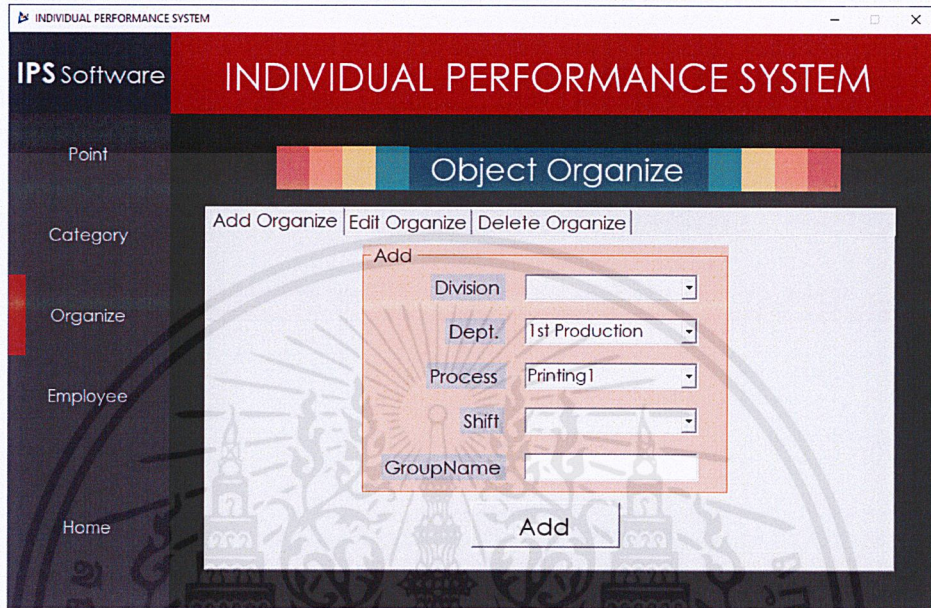 INDIVIDUAL PERFORMANCE SYSTEM
IPS Software
INDIVIDUAL PERFORMANCE SYSTEM
Point
Category
Organize
Employee
Home
Object Organize
Add Organize Edit Organize Delete Organize
Add
Division
Dept. 1st Production
Process Printing1
Shift
GroupName
Add